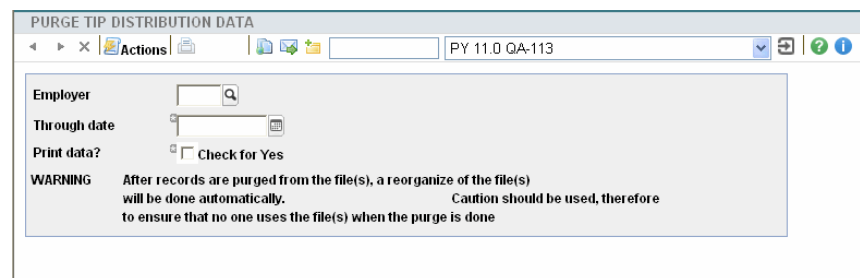 PURGE TIP DISTRIBUTION DATA
Actions PY 11.0 QA-113
Employer
Through date
Print data? Check for Yes
WARNING After records are purged from the file(s), a reorganize of the file(s)
will be done automatically. Caution should be used, therefore
to ensure that no one uses the file(s) when the purge is done